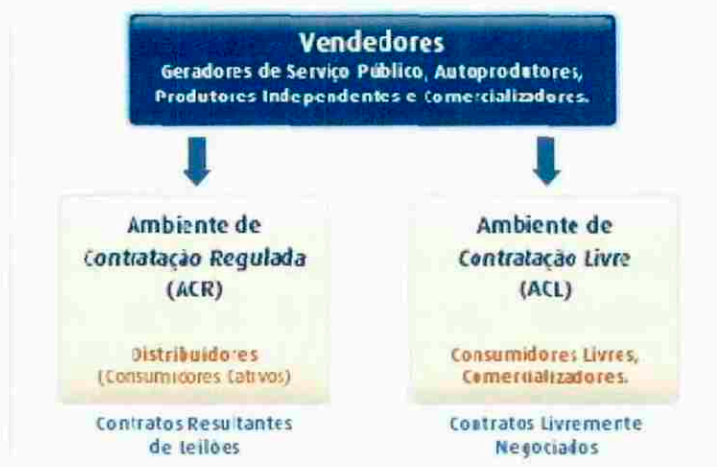 Vendedores
Geradores de Serviço Público, Autoprodutores,
Produtores Independentes e Comercializadores.
Ambiente de
Contratação Regulada
(ACR)
Distribuidores
(Consumidores Cativos)
Contratos Resultantes
de leilões
Ambiente de
Contratação Livre
(ACL)
Consumidores Livres,
Comercializadores.
Contratos Livremente
Negociados